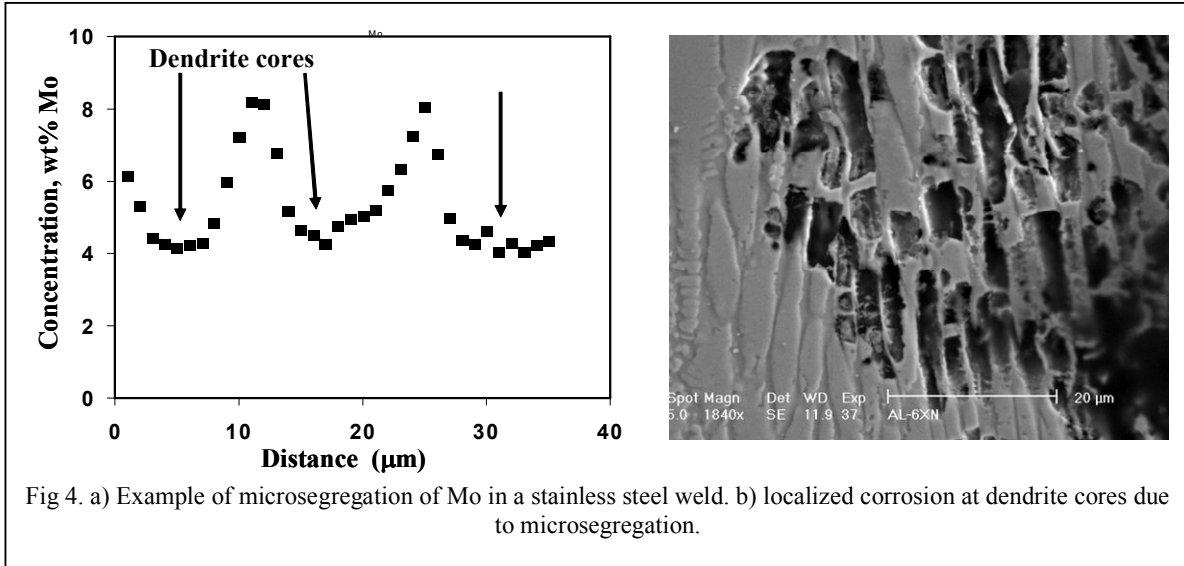 Mo
Dendrite cores
10
8
6
4
2
0
0
10
20
30
40
Concentration, wt% Mo
Distance (μm)
Spot Magn Det WD Exp
5.0 1840x SE 11.9 37 AL-6XN
20 μm
Fig 4. a) Example of microsegregation of Mo in a stainless steel weld. b) localized corrosion at dendrite cores due
to microsegregation.